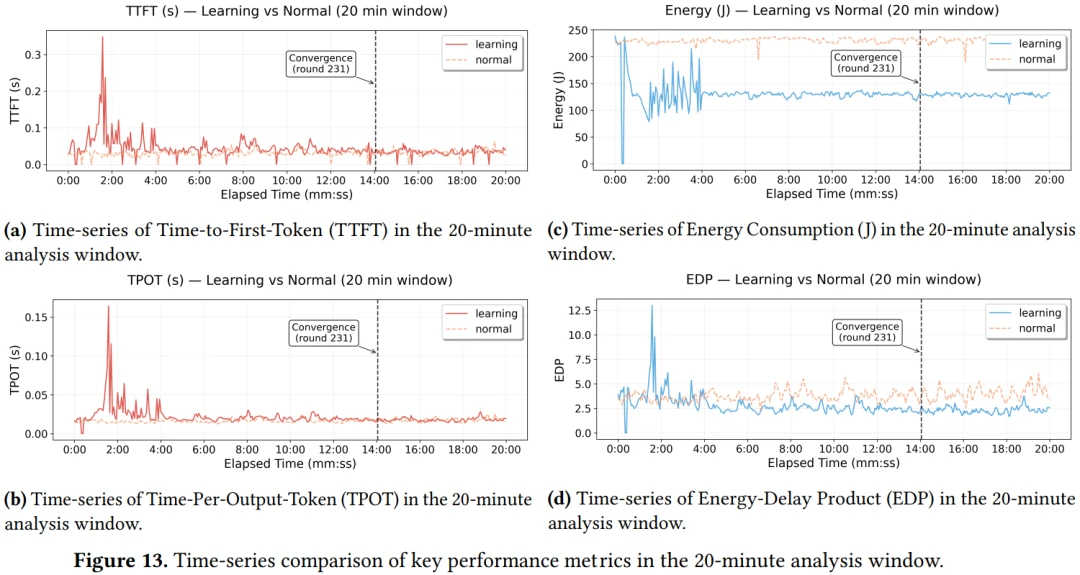 TTFT (s) — Learning vs Normal (20 min window)
TTFT (s)
0.3
0.2
0.1
0.0
Convergence
(round 231)
learning
normal
0:00 2:00 4:00 6:00 8:00 10:00 12:00 14:00 16:00 18:00 20:00
Elapsed Time (mm:ss)
(a) Time-series of Time-to-First-Token (TTFT) in the 20-minute
analysis window.
TPOT (s) — Learning vs Normal (20 min window)
TPOT (s)
0.15
0.10
0.05
0.00
Convergence
(round 231)
learning
normal
0:00 2:00 4:00 6:00 8:00 10:00 12:00 14:00 16:00 18:00 20:00
Elapsed Time (mm:ss)
(b) Time-series of Time-Per-Output-Token (TPOT) in the 20-minute
analysis window.
Energy (J) — Learning vs Normal (20 min window)
Energy (J)
250
200
150
100
50
0
Convergence
(round 231)
learning
normal
0:00 2:00 4:00 6:00 8:00 10:00 12:00 14:00 16:00 18:00 20:00
Elapsed Time (mm:ss)
(c) Time-series of Energy Consumption (J) in the 20-minute analysis
window.
EDP — Learning vs Normal (20 min window)
EDP
12.5
10.0
7.5
5.0
2.5
0.0
Convergence
(round 231)
learning
normal
0:00 2:00 4:00 6:00 8:00 10:00 12:00 14:00 16:00 18:00 20:00
Elapsed Time (mm:ss)
(d) Time-series of Energy-Delay Product (EDP) in the 20-minute
analysis window.
Figure 13. Time-series comparison of key performance metrics in the 20-minute analysis window.